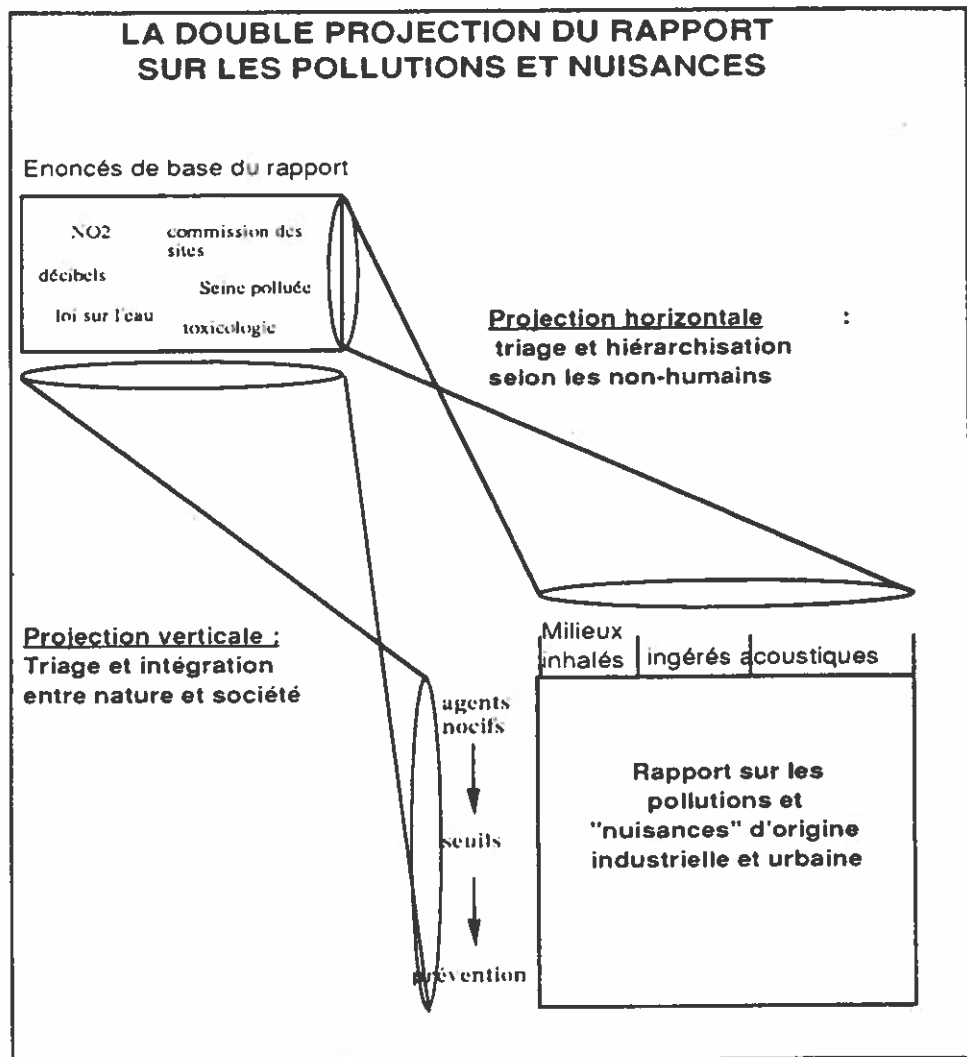 LA DOUBLE PROJECTION DU RAPPORT
SUR LES POLLUTIONS ET NUISANCES
Enoncés de base du rapport
NO2
commission des
sites
décibels
Seine polluée
loi sur l'eau
toxicologie
Projection horizontale :
triage et hiérarchisation
selon les non-humains
Projection verticale :
Triage et intégration
entre nature et société
Milieux
inhalés
ingérés acoustiques
agents
nocifs
seuils
prévention
Rapport sur les
pollutions et
"nuisances" d'origine
industrielle et urbaine